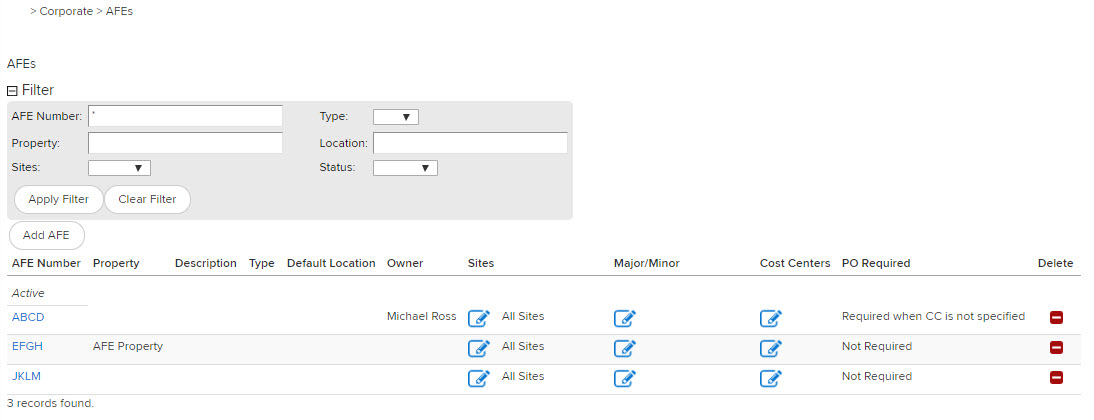 > Corporate > AFEs
AFEs
Filter
AFE Number: * Type:
Property: Location:
Sites: Status:
Apply Filter Clear Filter
Add AFE
AFE Number Property Description Type Default Location Owner Sites Major/Minor Cost Centers PO Required Delete
Active
ABCD Michael Ross All Sites Required when CC is not specified
EFGH AFE Property All Sites Not Required
JKLM All Sites Not Required
3 records found.